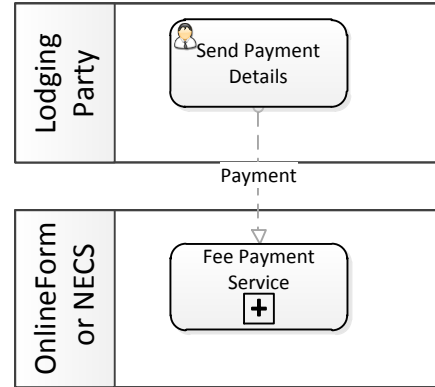 Lodging
Party
Send Payment
Details
Payment
OnlineForm
or NECS
Fee Payment
Service